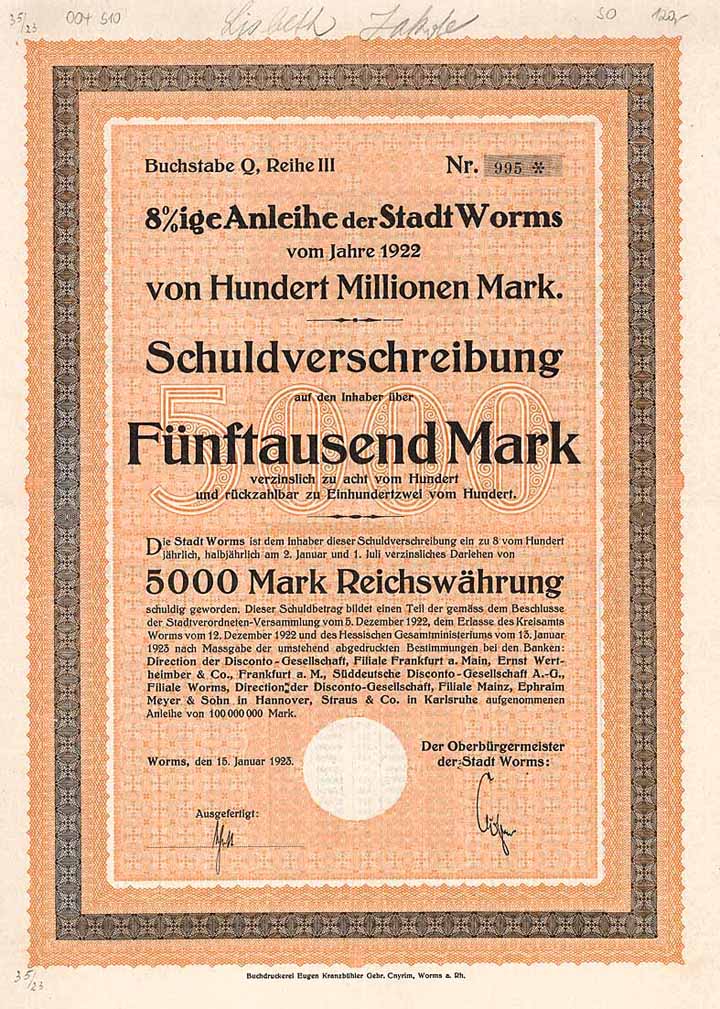 35/23 00+ 510 Lisbeth 50 120,-
Buchstabe Q, Reihe III Nr. 995 *
8%ige Anleihe der Stadt Worms
vom Jahre 1922
von Hundert Millionen Mark.
Schuldverschreibung
auf den Inhaber über
5000
Fünftausend Mark
verzinslich zu acht vom Hundert
und rückzahlbar zu Einhundertzwei vom Hundert.
Die Stadt Worms ist dem Inhaber dieser Schuldverschreibung ein zu 8 vom Hundert
jährlich, halbjährlich am 2. Januar und 1. Juli verzinsliches Darlehen von
5000 Mark Reichswährung
schuldig geworden. Dieser Schuldbetrag bildet einen Teil der gemäss dem Beschlusse
der Stadtverordneten-Versammlung vom 5. Dezember 1922, dem Erlasse des Kreisamts
Worms vom 12. Dezember 1922 und des Hessischen Gesamtministeriums vom 13. Januar
1923 nach Massgabe der umstehend abgedruckten Bestimmungen bei den Banken:
Direction der Disconto-Gesellschaft, Filiale Frankfurt a. Main, Ernst Wert-
heimber & Co., Frankfurt a. M., Süddeutsche Disconto-Gesellschaft A.-G.,
Filiale Worms, Direction der Disconto-Gesellschaft, Filiale Mainz, Ephraim
Meyer & Sohn in Hannover, Straus & Co. in Karlsruhe aufgenommenen
Anleihe von 100 000 000 Mark.
Worms, den 15. Januar 1923.
Der Oberbürgermeister
der Stadt Worms:
Ausgefertigt:
35/23
Buchdruckerei Eugen Kranzbühler Gebr. Cnyrim, Worms a. Rh.